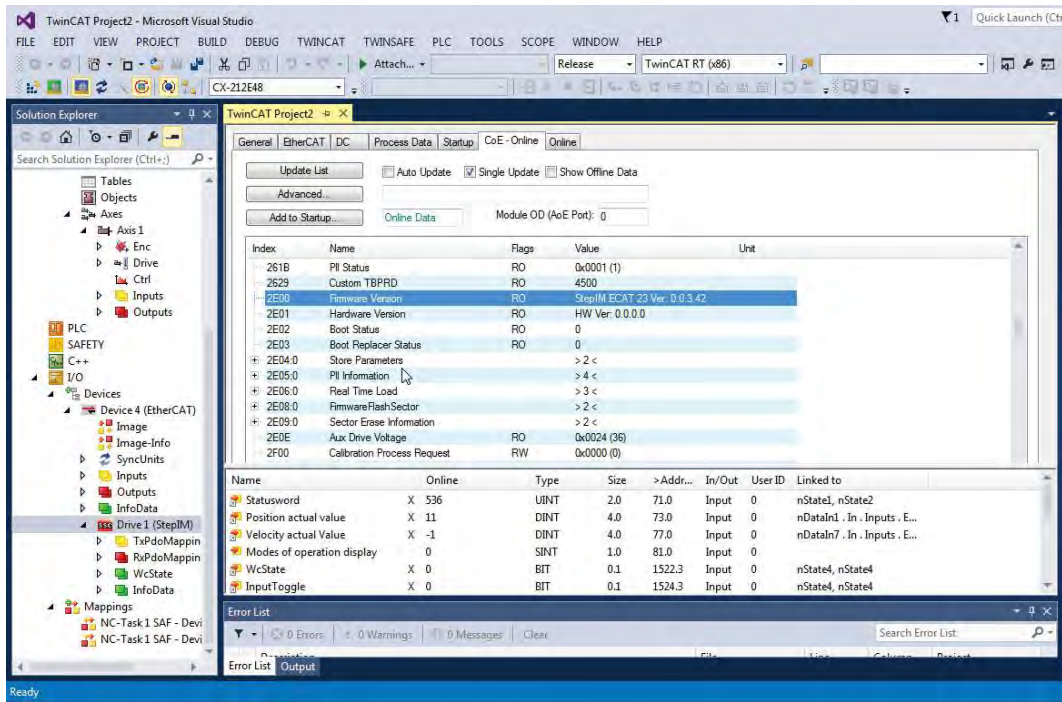 TwinCAT Project2 - Microsoft Visual Studio
1 Quick Launch (Ct
FILE EDIT VIEW PROJECT BUILD DEBUG TWINCAT TWINSAFE PLC TOOLS SCOPE WINDOW HELP
Attach... Release TwinCAT RT (x86)
CX-212E48
Solution Explorer
Search Solution Explorer (Ctrl+;)
Tables
Objects
Axes
Axis 1
Enc
Drive
Ctrl
Inputs
Outputs
PLC
SAFETY
C++
I/O
Devices
Device 4 (EtherCAT)
Image
Image-Info
SyncUnits
Inputs
Outputs
InfoData
Drive 1 (StepIM)
TxPdoMappin
RxPdoMappin
WcState
InfoData
Mappings
NC-Task 1 SAF - Devi
NC-Task 1 SAF - Devi
TwinCAT Project2
General EtherCAT DC Process Data Startup CoE - Online Online
Update List Auto Update Single Update Show Offline Data
Advanced...
Add to Startup... Online Data Module OD (AoE Port): 0
Index Name Flags Value Unit
261B Pll Status RO 0x0001 (1)
2629 Custom TBPRD RO 4500
2E00 Firmware Version RO StepIM ECAT 23 Ver: 0.0.3.42
2E01 Hardware Version RO HW Ver: 0.0.0.0
2E02 Boot Status RO 0
2E03 Boot Replacer Status RO 0
2E04:0 Store Parameters > 2 <
2E05:0 Pll Information > 4 <
2E06:0 Real Time Load > 3 <
2E08:0 FirmwareFlashSector > 2 <
2E09:0 Sector Erase Information > 2 <
2E0E Aux Drive Voltage RO 0x0024 (36)
2F00 Calibration Process Request RW 0x0000 (0)
Name Online Type Size >Addr... In/Out User ID Linked to
Statusword X 536 UINT 2.0 71.0 Input 0 nState1, nState2
Position actual value X 11 DINT 4.0 73.0 Input 0 nDataIn1 . In . Inputs . E...
Velocity actual Value X -1 DINT 4.0 77.0 Input 0 nDataIn7 . In . Inputs . E...
Modes of operation display 0 SINT 1.0 81.0 Input 0
WcState X 0 BIT 0.1 1522.3 Input 0 nState4, nState4
InputToggle X 0 BIT 0.1 1524.3 Input 0 nState4, nState4
Error List
0 Errors 0 Warnings 0 Messages Clear Search Error List
Error List Output
Ready